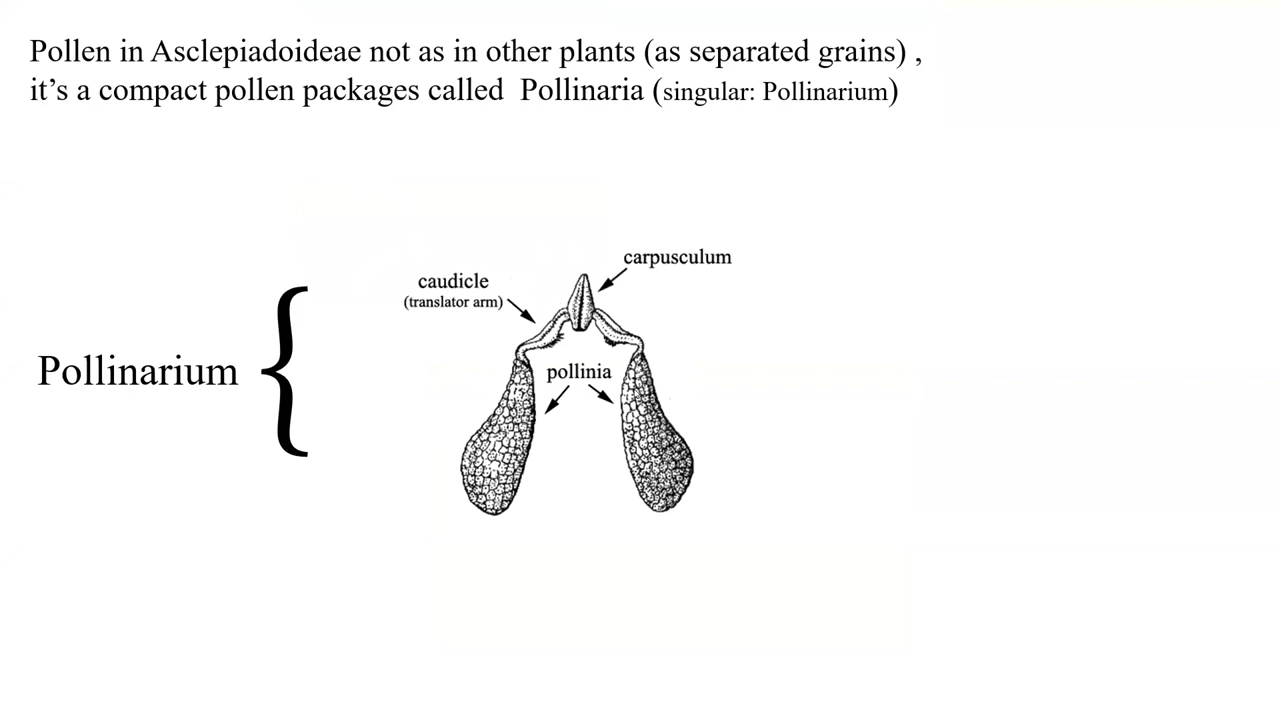 Pollen in Asclepiadoideae not as in other plants (as separated grains) ,
it’s a compact pollen packages called Pollinaria (singular: Pollinarium)
carpusculum
caudicle
(translator arm)
Pollinarium
pollinia